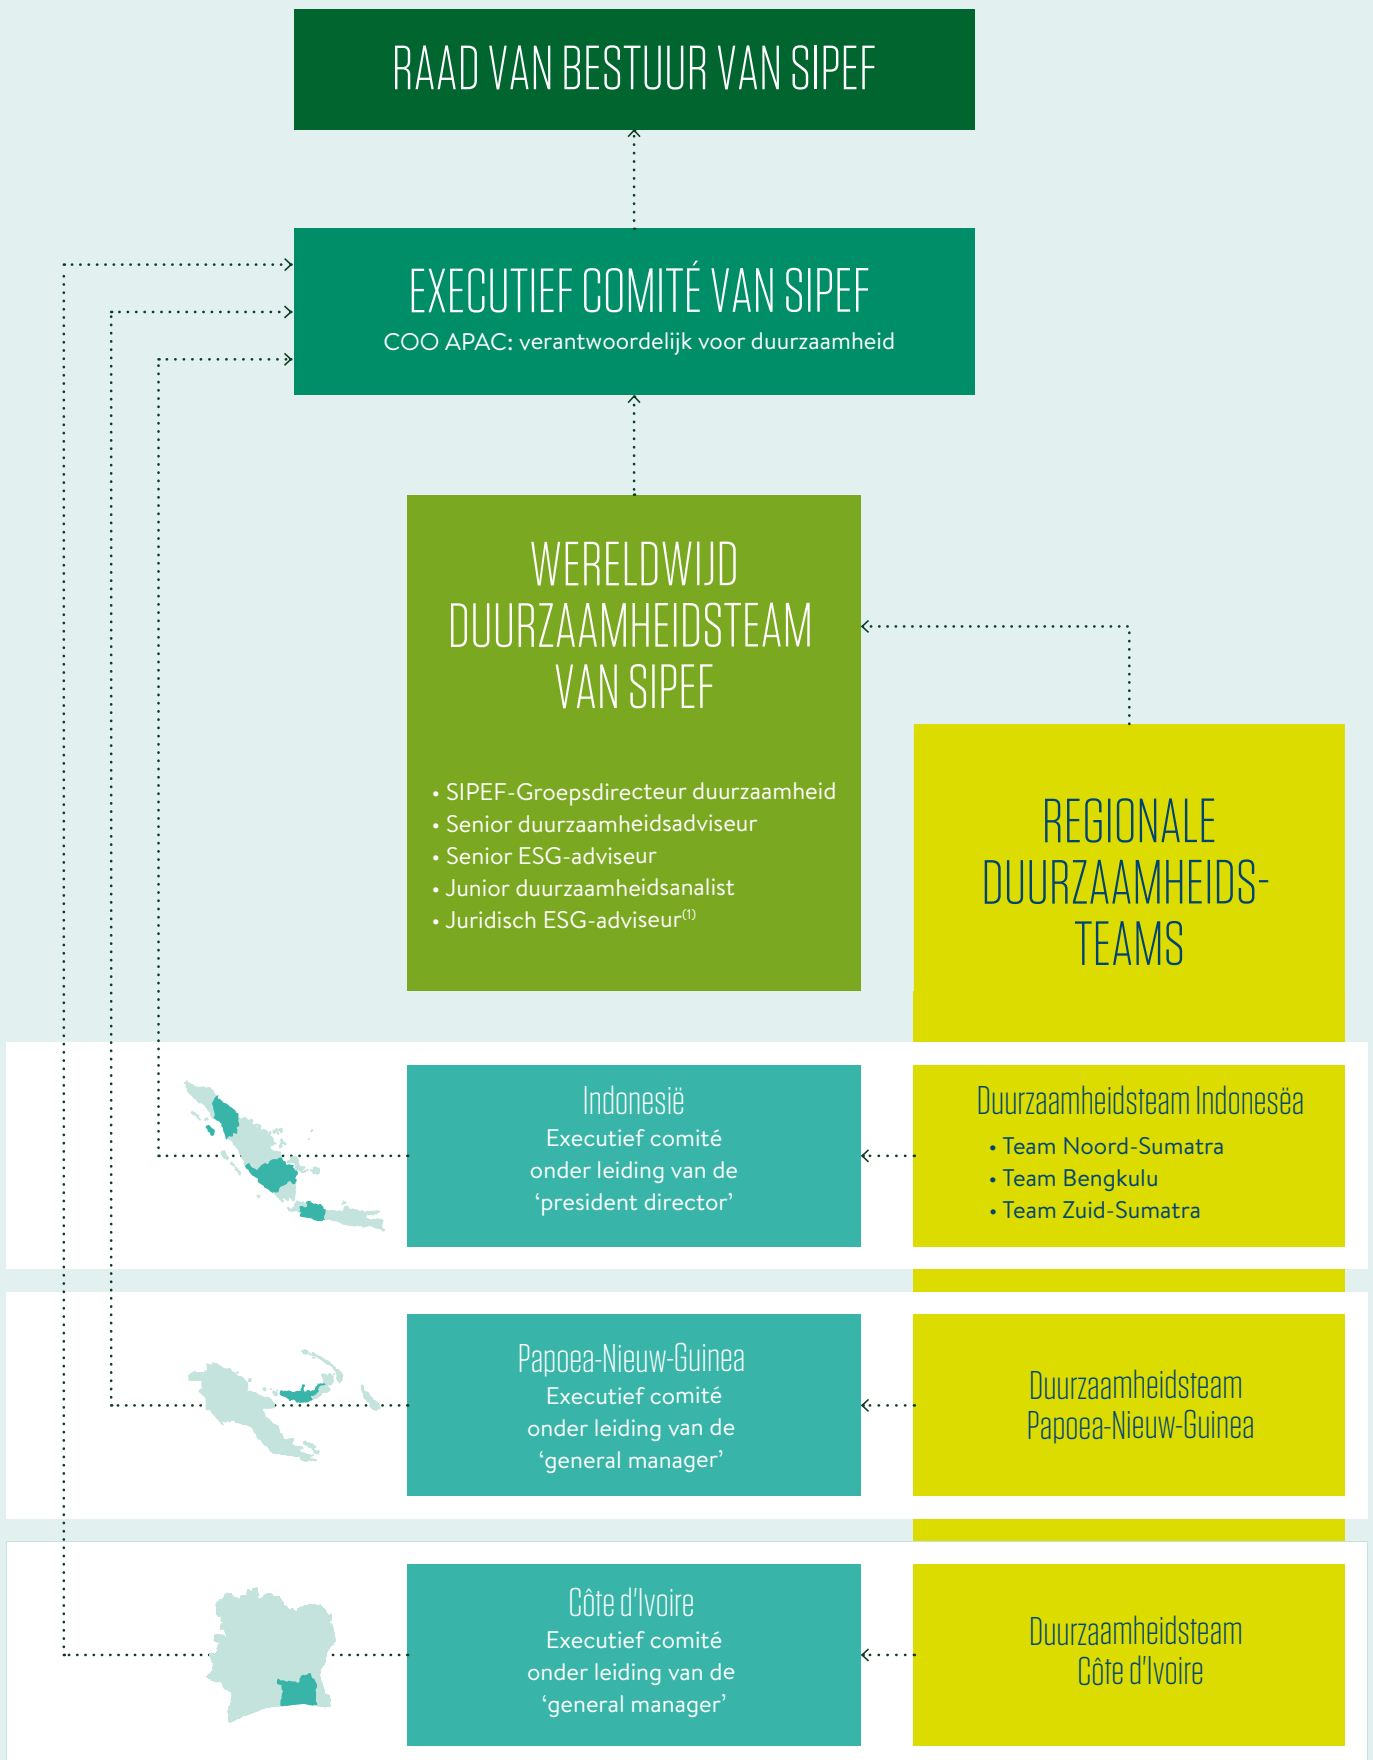 RAAD VAN BESTUUR VAN SIPEF
EXECUTIEF COMITÉ VAN SIPEF
COO APAC: verantwoordelijk voor duurzaamheid
WERELDWIJD
DUURZAAMHEIDSTEAM
VAN SIPEF
• SIPEF-Groepsdirecteur duurzaamheid
• Senior duurzaamheidsadviseur
• Senior ESG-adviseur
• Junior duurzaamheidsanalist
• Juridisch ESG-adviseur(1)
REGIONALE
DUURZAAMHEIDS-
TEAMS
Indonesië
Executief comité
onder leiding van de
‘president director’
Duurzaamheidsteam Indonesëa
• Team Noord-Sumatra
• Team Bengkulu
• Team Zuid-Sumatra
Papoea-Nieuw-Guinea
Executief comité
onder leiding van de
‘general manager’
Duurzaamheidsteam
Papoea-Nieuw-Guinea
Côte d'Ivoire
Executief comité
onder leiding van de
‘general manager’
Duurzaamheidsteam
Côte d'Ivoire